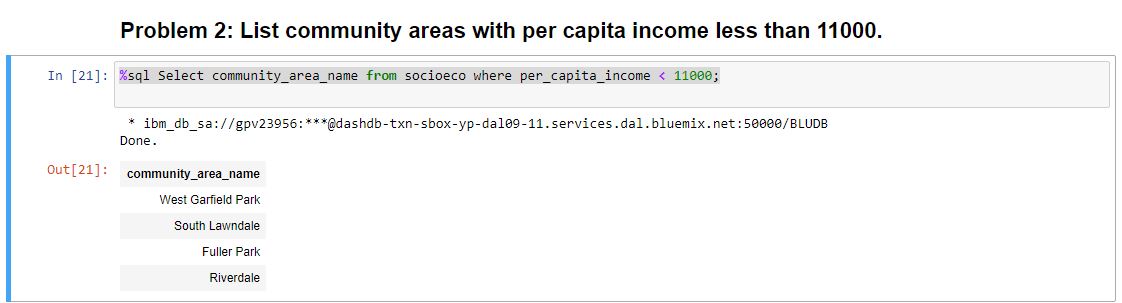 Problem 2: List community areas with per capita income less than 11000.
In [21]: %sql Select community_area_name from socioeco where per_capita_income < 11000;
* ibm_db_sa://gpv23956:***@dashdb-txn-sbox-yp-dal09-11.services.dal.bluemix.net:50000/BLUDB
Done.
Out[21]: community_area_name
West Garfield Park
South Lawndale
Fuller Park
Riverdale